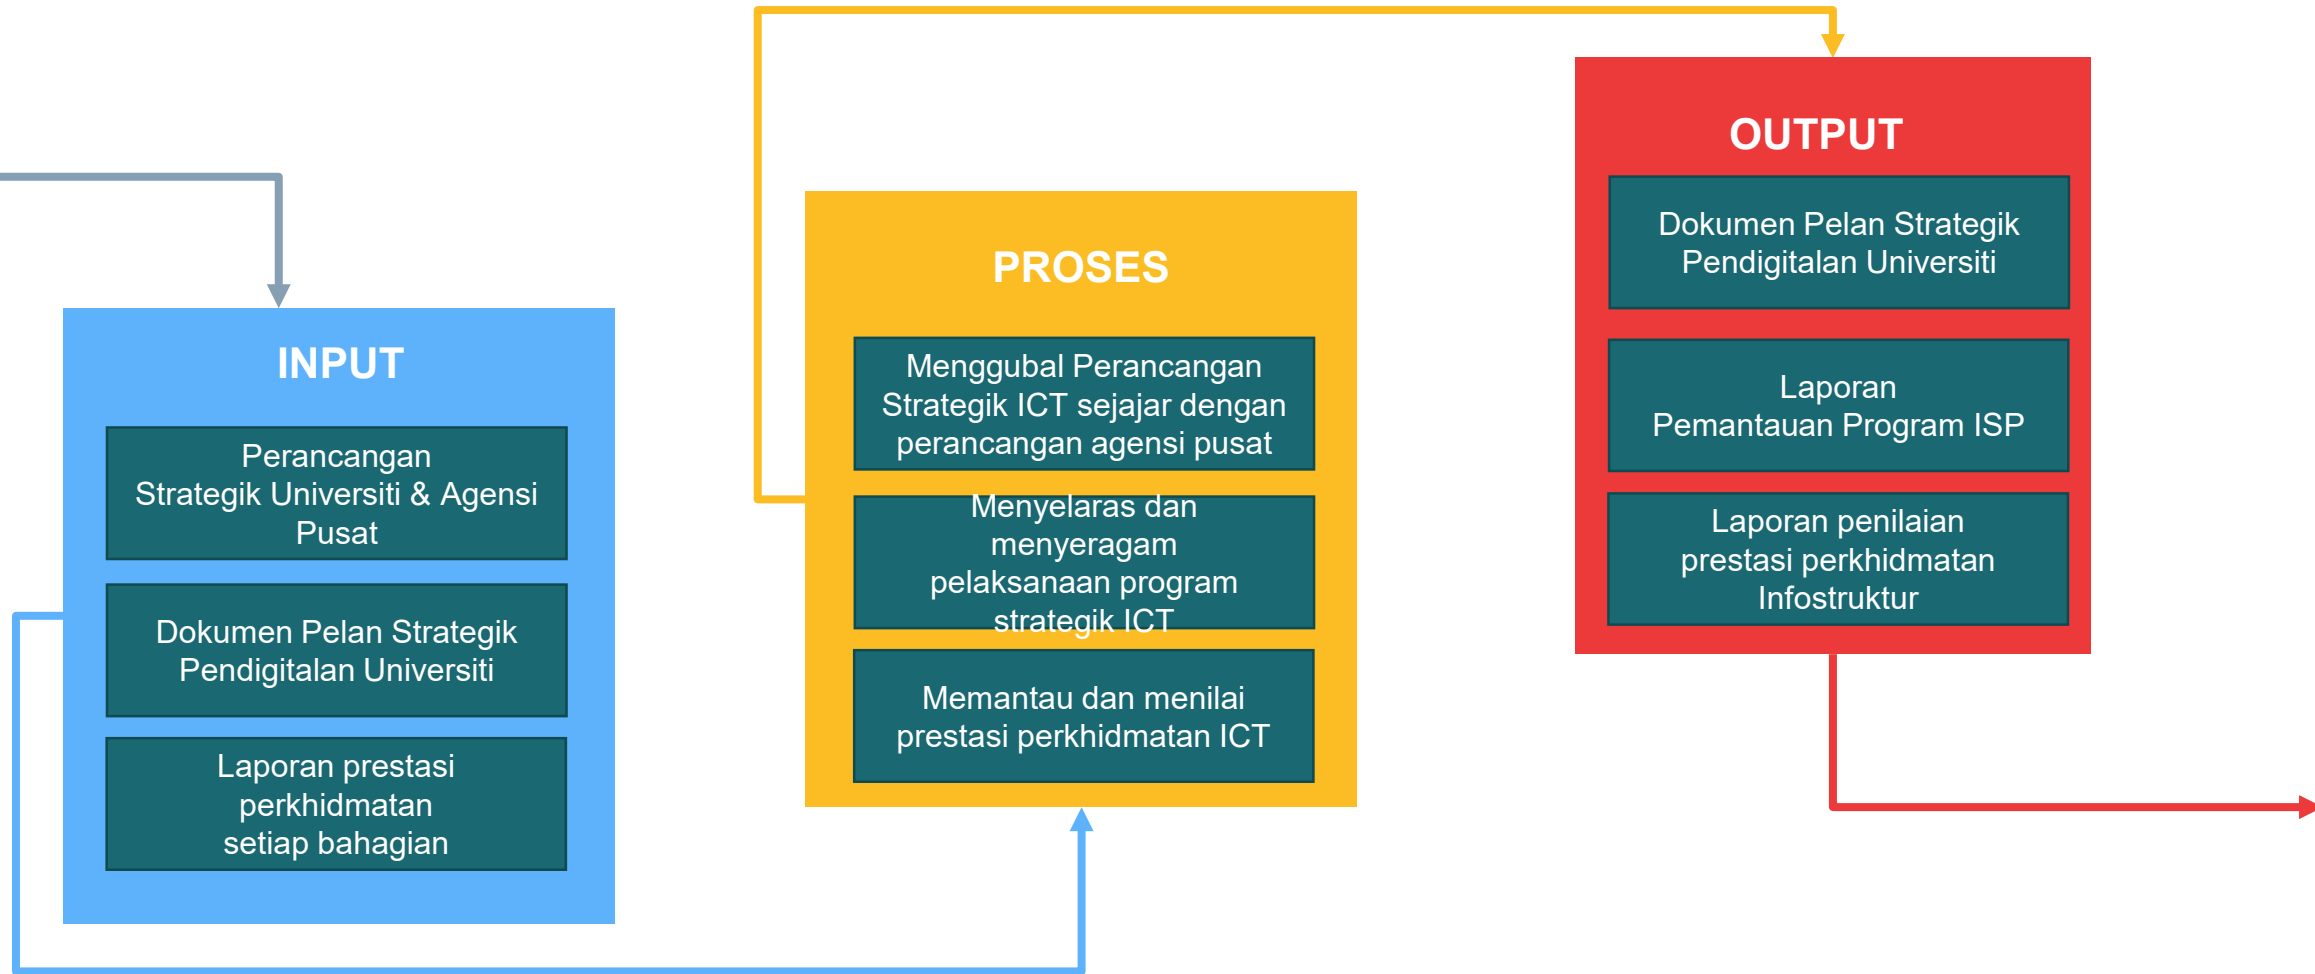 INPUT
Perancangan
Strategik Universiti & Agensi
Pusat
Dokumen Pelan Strategik
Pendigitalan Universiti
Laporan prestasi
perkhidmatan
setiap bahagian
PROSES
Menggubal Perancangan
Strategik ICT sejajar dengan
perancangan agensi pusat
Menyelaras dan
menyeragam
pelaksanaan program
strategik ICT
Memantau dan menilai
prestasi perkhidmatan ICT
OUTPUT
Dokumen Pelan Strategik
Pendigitalan Universiti
Laporan
Pemantauan Program ISP
Laporan penilaian
prestasi perkhidmatan
Infostruktur